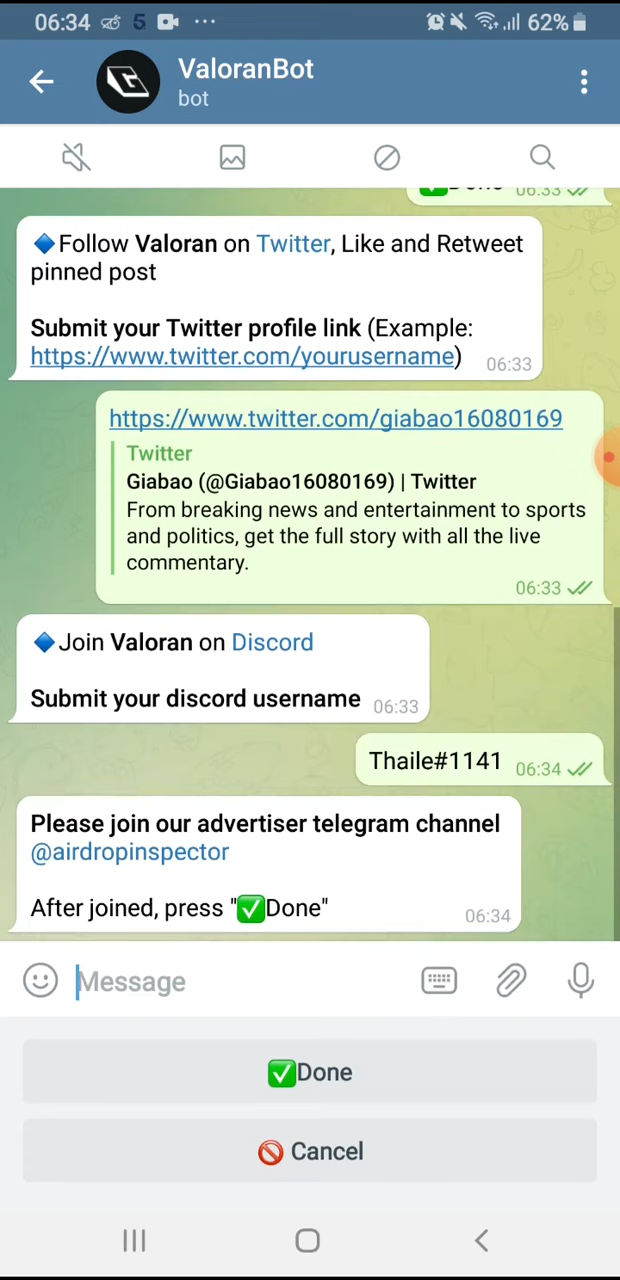 06:34 5 62%
ValoranBot
bot
✅Done 06:33
🔷Follow Valoran on Twitter, Like and Retweet
pinned post
Submit your Twitter profile link (Example:
https://www.twitter.com/yourusername) 06:33
https://www.twitter.com/giabao16080169
Twitter
Giabao (@Giabao16080169) | Twitter
From breaking news and entertainment to sports
and politics, get the full story with all the live
commentary.
06:33
🔷Join Valoran on Discord
Submit your discord username 06:33
Thaile#1141 06:34
Please join our advertiser telegram channel
@airdropinspector
After joined, press "✅Done" 06:34
Message
✅Done
🚫 Cancel